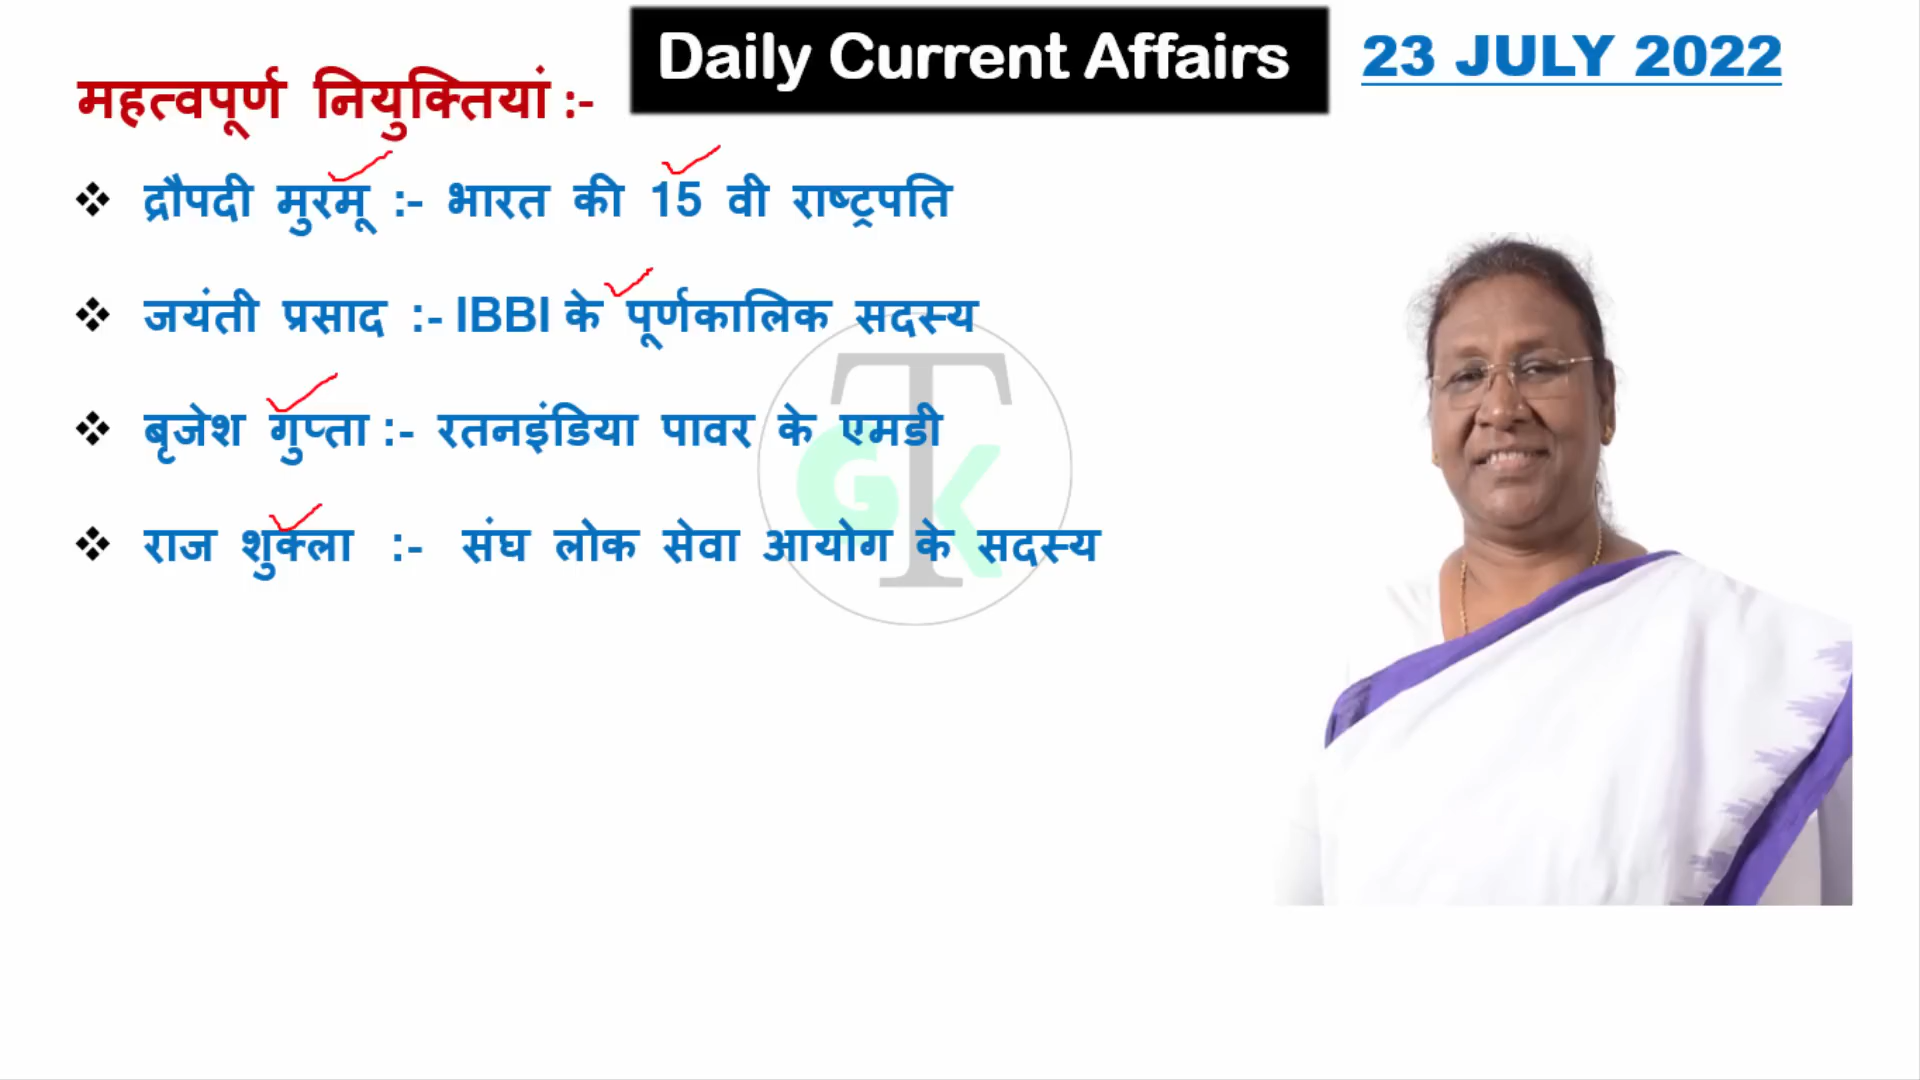 Daily Current Affairs
23 JULY 2022
महत्वपूर्ण नियुक्तियां :-
❖ द्रौपदी मुरमू :- भारत की 15 वी राष्ट्रपति
❖ जयंती प्रसाद :- IBBI के पूर्णकालिक सदस्य
❖ बृजेश गुप्ता :- रतनइंडिया पावर के एमडी
❖ राज शुक्ला :- संघ लोक सेवा आयोग के सदस्य
GTK